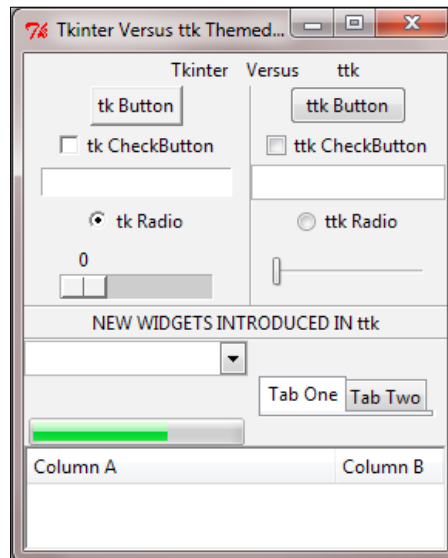 Tkinter Versus ttk Themed...
Tkinter Versus ttk
tk Button ttk Button
tk CheckButton ttk CheckButton
tk Radio ttk Radio
0
NEW WIDGETS INTRODUCED IN ttk
Tab One Tab Two
Column A Column B